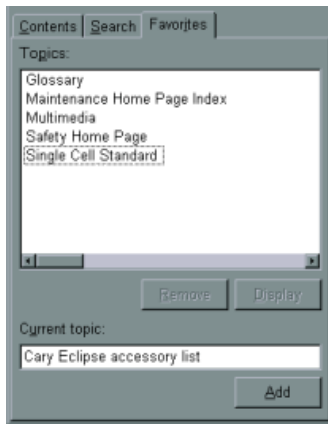 Contents Search Favorites
Topics:
Glossary
Maintenance Home Page Index
Multimedia
Safety Home Page
Single Cell Standard
Remove Display
Current topic:
Cary Eclipse accessory list
Add